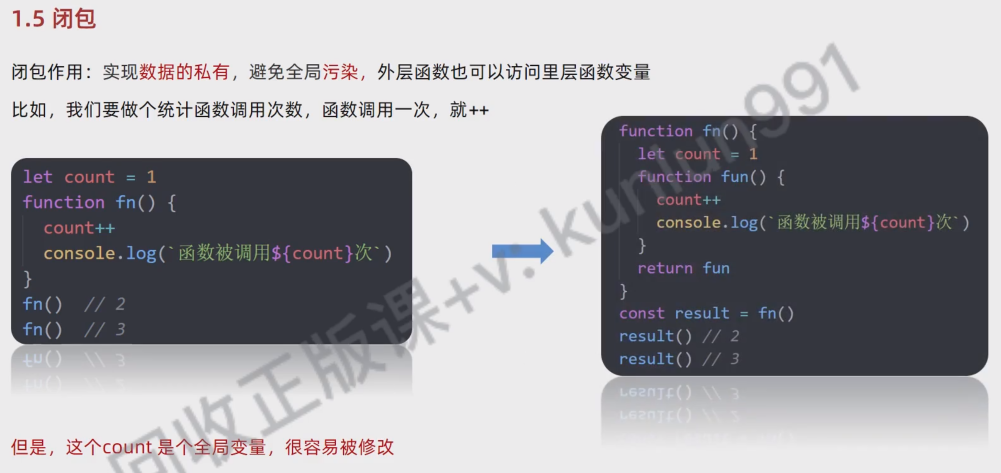 1.5 闭包
闭包作用：实现数据的私有，避免全局污染，外层函数也可以访问里层函数变量
比如，我们要做个统计函数调用次数，函数调用一次，就++
let count = 1
function fn() {
count++
console.log(`函数被调用${count}次`)
}
fn() // 2
fn() // 3
function fn() {
let count = 1
function fun() {
count++
console.log(`函数被调用${count}次`)
}
return fun
}
const result = fn()
result() // 2
result() // 3
但是，这个count 是个全局变量，很容易被修改
回收正版课+v: kunlun991